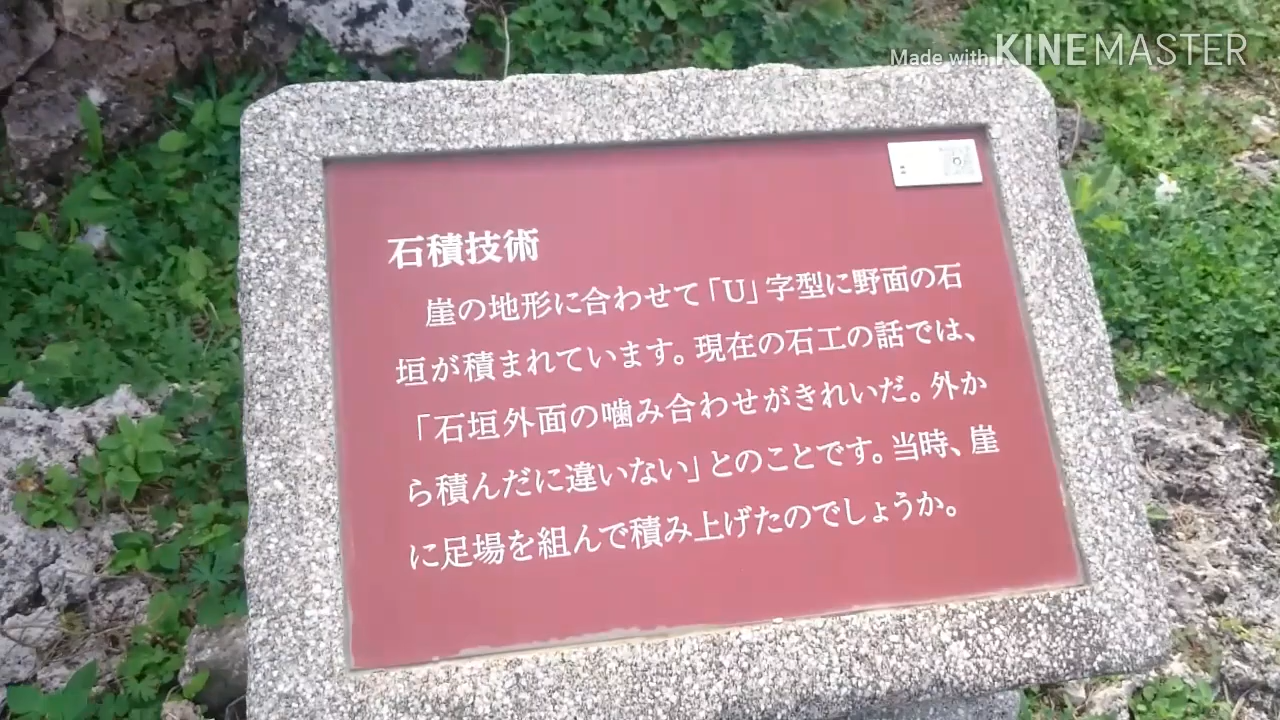 Made with KINEMASTER
石積技術
崖の地形に合わせて「U」字型に野面の石
垣が積まれています。現在の石工の話では、
「石垣外面の噛み合わせがきれいだ。外か
ら積んだに違いない」とのことです。当時、崖
に足場を組んで積み上げたのでしょうか。